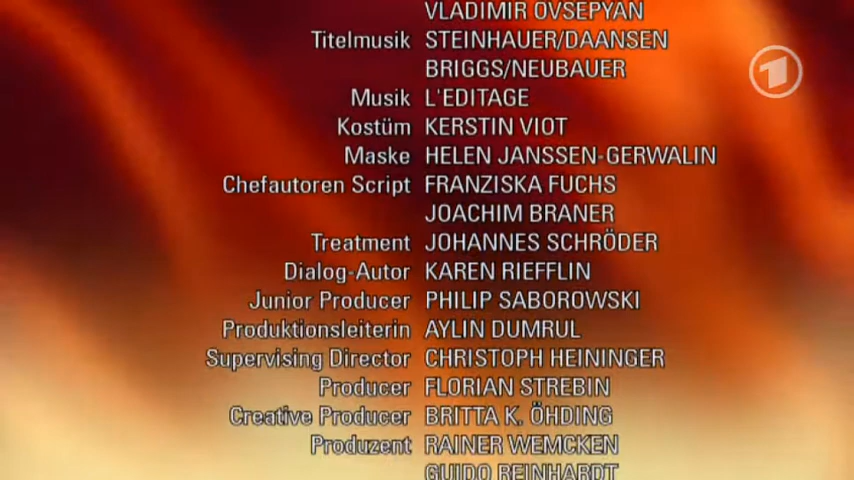 VLADIMIR OVSEPYAN
Titelmusik STEINHAUER/DAANSEN
BRIGGS/NEUBAUER
Musik L'EDITAGE
Kostüm KERSTIN VIOT
Maske HELEN JANSSEN-GERWALIN
Chefautoren Script FRANZISKA FUCHS
JOACHIM BRANER
Treatment JOHANNES SCHRÖDER
Dialog-Autor KAREN RIEFFLIN
Junior Producer PHILIP SABOROWSKI
Produktionsleiterin AYLIN DUMRUL
Supervising Director CHRISTOPH HEININGER
Producer FLORIAN STREBIN
Creative Producer BRITTA K. ÖHDING
Produzent RAINER WEMCKEN
GUIDO REINHARDT
1